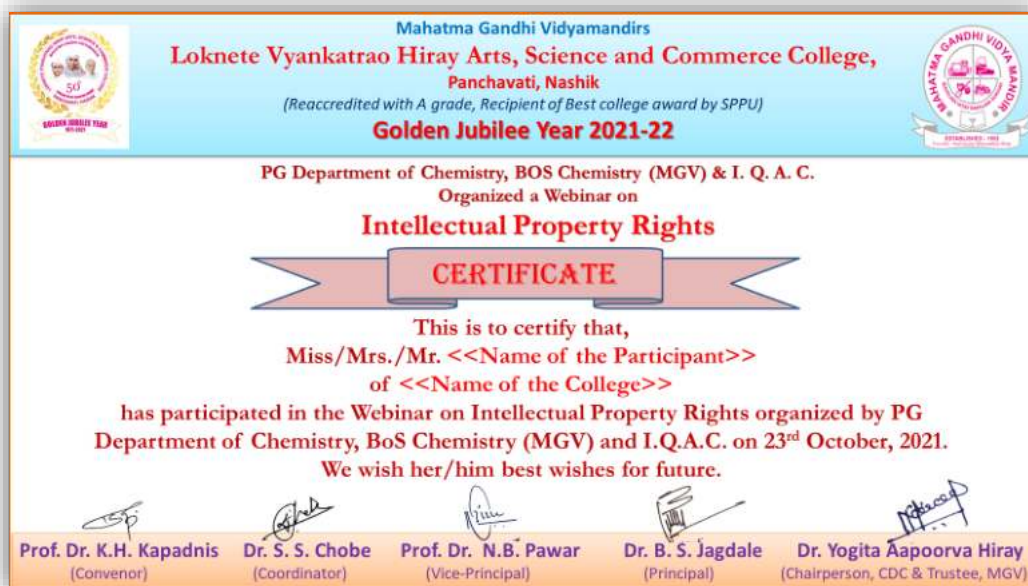 Mahatma Gandhi Vidyamandirs
Loknete Vyankatrao Hiray Arts, Science and Commerce College,
Panchavati, Nashik
(Reaccredited with A grade, Recipient of Best college award by SPPU)
Golden Jubilee Year 2021-22
50
GOLDEN JUBILEE YEAR
MAHATMA GANDHI VIDYA MANDIR
PG Department of Chemistry, BOS Chemistry (MGV) & I. Q. A. C.
Organized a Webinar on
Intellectual Property Rights
CERTIFICATE
This is to certify that,
Miss/Mrs./Mr. <<Name of the Participant>>
of <<Name of the College>>
has participated in the Webinar on Intellectual Property Rights organized by PG
Department of Chemistry, BoS Chemistry (MGV) and I.Q.A.C. on 23rd October, 2021.
We wish her/him best wishes for future.
Prof. Dr. K.H. Kapadnis Dr. S. S. Chobe Prof. Dr. N.B. Pawar Dr. B. S. Jagdale Dr. Yogita Aapoorva Hiray
(Convenor) (Coordinator) (Vice-Principal) (Principal) (Chairperson, CDC & Trustee, MGV)